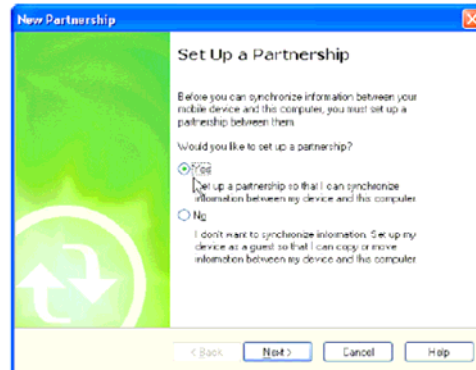 New Partnership
Set Up a Partnership
Before you can synchronize information between your
mobile device and this computer, you must set up a
partnership between them.
Would you like to set up a partnership?
Yes
Set up a partnership so that I can synchronize
information between my device and this computer
No
I don't want to synchronize information. Set up my
device as a guest so that I can copy or move
information between my device and this computer
< Back Next > Cancel Help